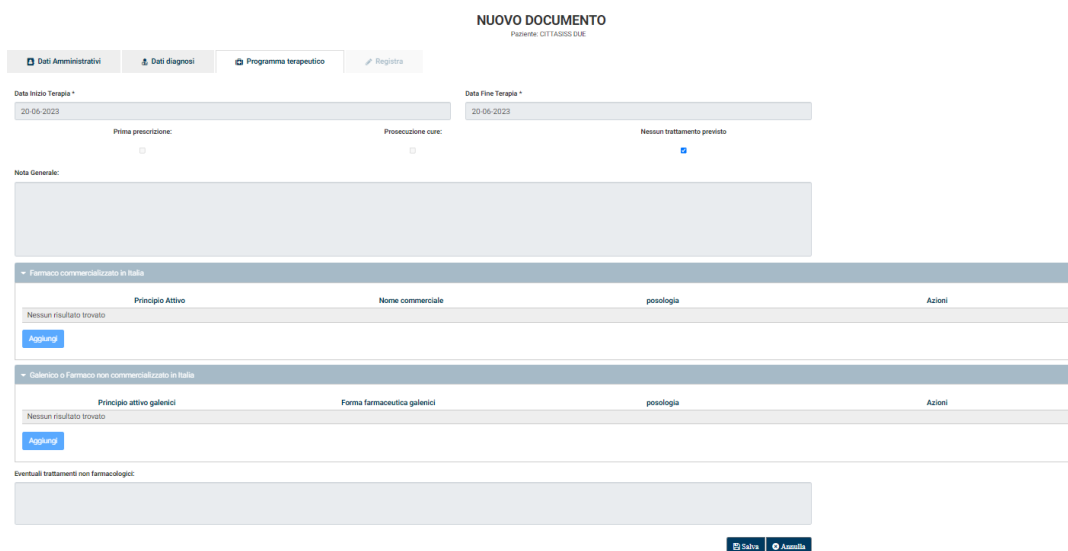 NUOVO DOCUMENTO
Paziente: CITTASISS DUE
Dati Amministrativi Dati diagnosi Programma terapeutico Registra
Data Inizio Terapia * Data Fine Terapia *
20-06-2023 20-06-2023
Prima prescrizione: Prosecuzione cure: Nessun trattamento previsto
Nota Generale:
Farmaco commercializzato in Italia
Principio Attivo Nome commerciale posologia Azioni
Nessun risultato trovato
Aggiungi
Galenico o Farmaco non commercializzato in Italia
Principio attivo galenici Forma farmaceutica galenici posologia Azioni
Nessun risultato trovato
Aggiungi
Eventuali trattamenti non farmacologici:
Salva Annulla